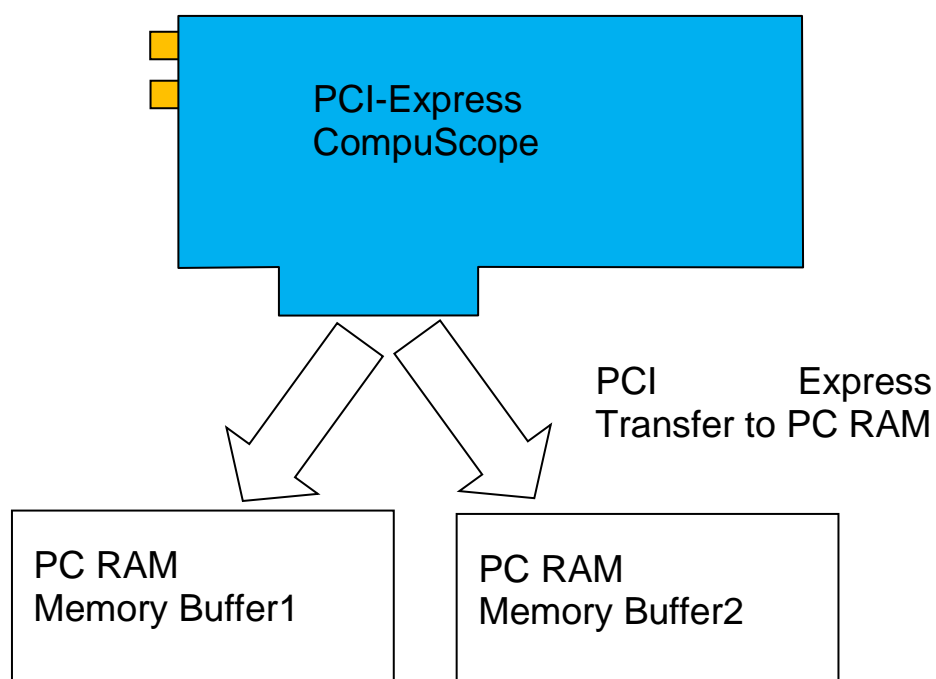 PCI-Express
CompuScope
PCI Express
Transfer to PC RAM
PC RAM
Memory Buffer1
PC RAM
Memory Buffer2